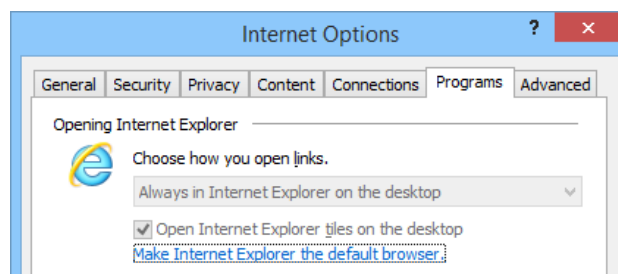 Internet Options ?
General Security Privacy Content Connections Programs Advanced
Opening Internet Explorer
Choose how you open links.
Always in Internet Explorer on the desktop
Open Internet Explorer tiles on the desktop
Make Internet Explorer the default browser.